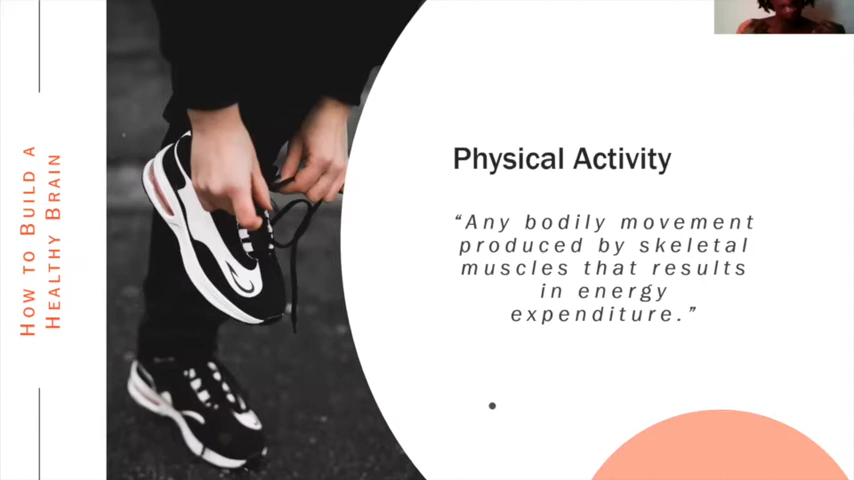 How to Build a
Healthy Brain
Physical Activity
“Any bodily movement
produced by skeletal
muscles that results
in energy
expenditure.”